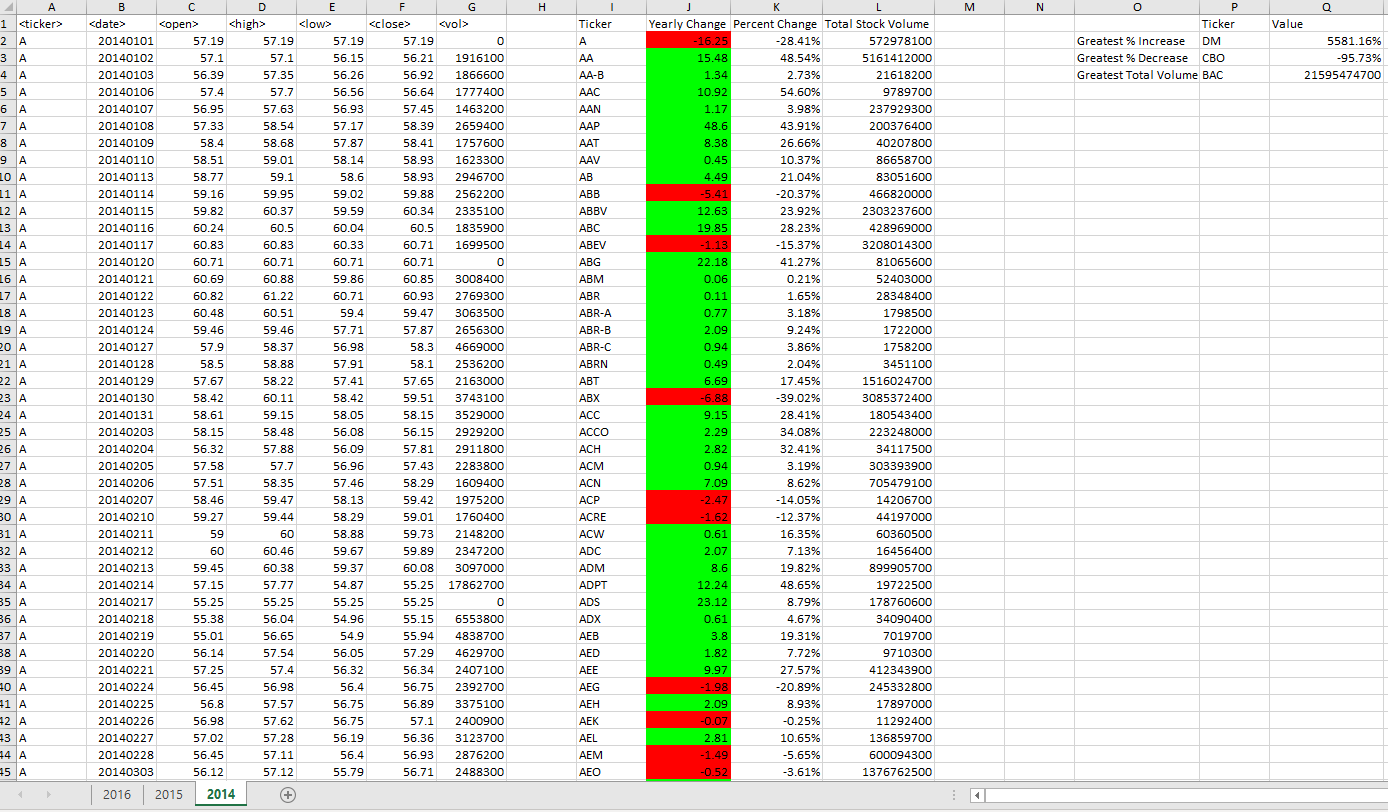 A B C D E F G H I J K L M N O P Q
1 <ticker> <date> <open> <high> <low> <close> <vol> Ticker Yearly Change Percent Change Total Stock Volume Ticker Value
2 A 20140101 57.19 57.19 57.19 57.19 0 A -16.25 -28.41% 572978100 Greatest % Increase DM 5581.16%
3 A 20140102 57.1 57.1 56.15 56.21 1916100 AA 15.48 48.54% 5161412000 Greatest % Decrease CBO -95.73%
4 A 20140103 56.39 57.35 56.26 56.92 1866600 AA-B 1.34 2.73% 21618200 Greatest Total Volume BAC 21595474700
5 A 20140106 57.4 57.7 56.56 56.64 1777400 AAC 10.92 54.60% 9789700
6 A 20140107 56.95 57.63 56.93 57.45 1463200 AAN 1.17 3.98% 237929300
7 A 20140108 57.33 58.54 57.17 58.39 2659400 AAP 48.6 43.91% 200376400
8 A 20140109 58.4 58.68 57.87 58.41 1757600 AAT 8.38 26.66% 40207800
9 A 20140110 58.51 59.01 58.14 58.93 1623300 AAV 0.45 10.37% 86658700
10 A 20140113 58.77 59.1 58.6 58.93 2946700 AB 4.49 21.04% 83051600
11 A 20140114 59.16 59.95 59.02 59.88 2562200 ABB -5.41 -20.37% 466820000
12 A 20140115 59.82 60.37 59.59 60.34 2335100 ABBV 12.63 23.92% 2303237600
13 A 20140116 60.24 60.5 60.04 60.5 1835900 ABC 19.85 28.23% 428969000
14 A 20140117 60.83 60.83 60.33 60.71 1699500 ABEV -1.13 -15.37% 3208014300
15 A 20140120 60.71 60.71 60.71 60.71 0 ABG 22.18 41.27% 81065600
16 A 20140121 60.69 60.88 59.86 60.85 3008400 ABM 0.06 0.21% 52403000
17 A 20140122 60.82 61.22 60.71 60.93 2769300 ABR 0.11 1.65% 28348400
18 A 20140123 60.48 60.51 59.4 59.47 3063500 ABR-A 0.77 3.18% 1798500
19 A 20140124 59.46 59.46 57.71 57.87 2656300 ABR-B 2.09 9.24% 1722000
20 A 20140127 57.9 58.37 56.98 58.3 4669000 ABR-C 0.94 3.86% 1758200
21 A 20140128 58.5 58.88 57.91 58.1 2536200 ABRN 0.49 2.04% 3451100
22 A 20140129 57.67 58.22 57.41 57.65 2163000 ABT 6.69 17.45% 1516024700
23 A 20140130 58.42 60.11 58.42 59.51 3743100 ABX -6.88 -39.02% 3085372400
24 A 20140131 58.61 59.15 58.05 58.15 3529000 ACC 9.15 28.41% 180543400
25 A 20140203 58.15 58.48 56.08 56.15 2929200 ACCO 2.29 34.08% 223248000
26 A 20140204 56.32 57.88 56.09 57.81 2911800 ACH 2.82 32.41% 34117500
27 A 20140205 57.58 57.7 56.96 57.43 2283800 ACM 0.94 3.19% 303393900
28 A 20140206 57.51 58.35 57.46 58.29 1609400 ACN 7.09 8.62% 705479100
29 A 20140207 58.46 59.47 58.13 59.42 1975200 ACP -2.47 -14.05% 14206700
30 A 20140210 59.27 59.44 58.29 59.01 1760400 ACRE -1.62 -12.37% 44197000
31 A 20140211 59 60 58.88 59.73 2148200 ACW 0.61 16.35% 60360500
32 A 20140212 60 60.46 59.67 59.89 2347200 ADC 2.07 7.13% 16456400
33 A 20140213 59.45 60.38 59.37 60.08 3097000 ADM 8.6 19.82% 899905700
34 A 20140214 57.15 57.77 54.87 55.25 17862700 ADPT 12.24 48.65% 19722500
35 A 20140217 55.25 55.25 55.25 55.25 0 ADS 23.12 8.79% 178760600
36 A 20140218 55.38 56.04 54.96 55.15 6553800 ADX 0.61 4.67% 34090400
37 A 20140219 55.01 56.65 54.9 55.94 4838700 AEB 3.8 19.31% 7019700
38 A 20140220 56.14 57.54 56.05 57.29 4629700 AED 1.82 7.72% 9710300
39 A 20140221 57.25 57.4 56.32 56.34 2407100 AEE 9.97 27.57% 412343900
40 A 20140224 56.45 56.98 56.4 56.75 2392700 AEG -1.98 -20.89% 245332800
41 A 20140225 56.8 57.57 56.75 56.89 3375100 AEH 2.09 8.93% 17897000
42 A 20140226 56.98 57.62 56.75 57.1 2400900 AEK -0.07 -0.25% 11292400
43 A 20140227 57.02 57.28 56.19 56.36 3123700 AEL 2.81 10.65% 136859700
44 A 20140228 56.45 57.11 56.4 56.93 2876200 AEM -1.49 -5.65% 600094300
45 A 20140303 56.12 57.12 55.79 56.71 2488300 AEO -0.52 -3.61% 1376762500
2016 2015 2014